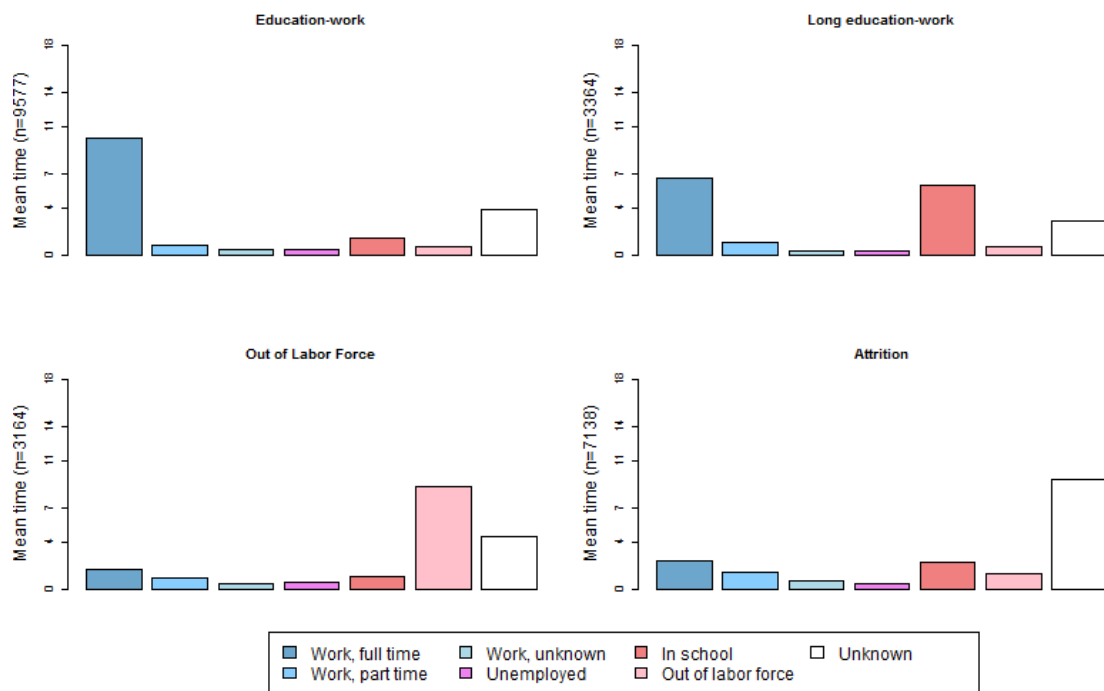 Education-work
Mean time (n=9577)
18
14
11
7
4
0
Long education-work
Mean time (n=3364)
18
14
11
7
4
0
Out of Labor Force
Mean time (n=3164)
18
14
11
7
4
0
Attrition
Mean time (n=7138)
18
14
11
7
4
0
Work, full time Work, unknown In school Unknown
Work, part time Unemployed Out of labor force